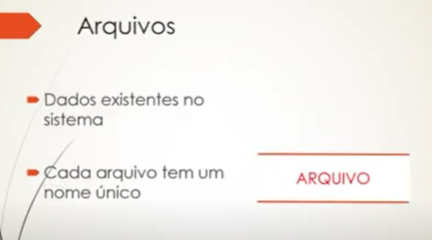 Arquivos
Dados existentes no
sistema
Cada arquivo tem um
nome único
ARQUIVO